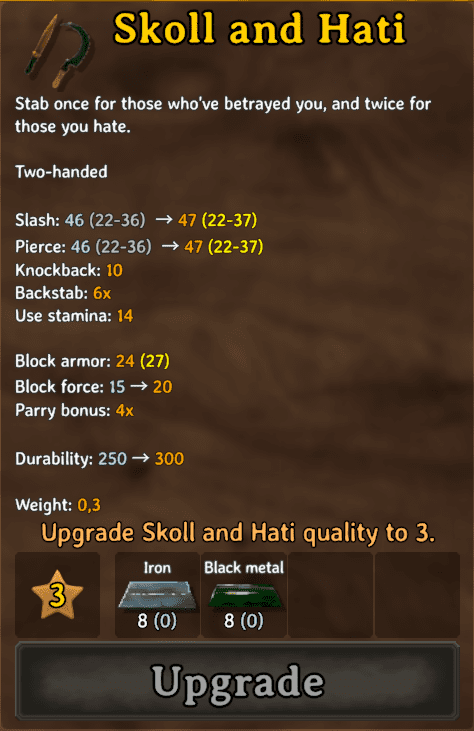 Skoll and Hati
Stab once for those who've betrayed you, and twice for
those you hate.
Two-handed
Slash: 46 (22-36) → 47 (22-37)
Pierce: 46 (22-36) → 47 (22-37)
Knockback: 10
Backstab: 6x
Use stamina: 14
Block armor: 24 (27)
Block force: 15 → 20
Parry bonus: 4x
Durability: 250 → 300
Weight: 0,3
Upgrade Skoll and Hati quality to 3.
3
Iron
8 (0)
Black metal
8 (0)
Upgrade